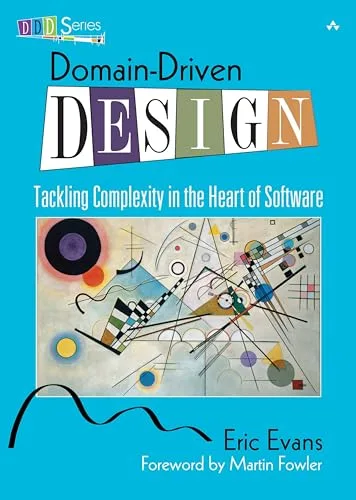 DDD Series
Domain-Driven
DESIGN
Tackling Complexity in the Heart of Software
Eric Evans
Foreword by Martin Fowler